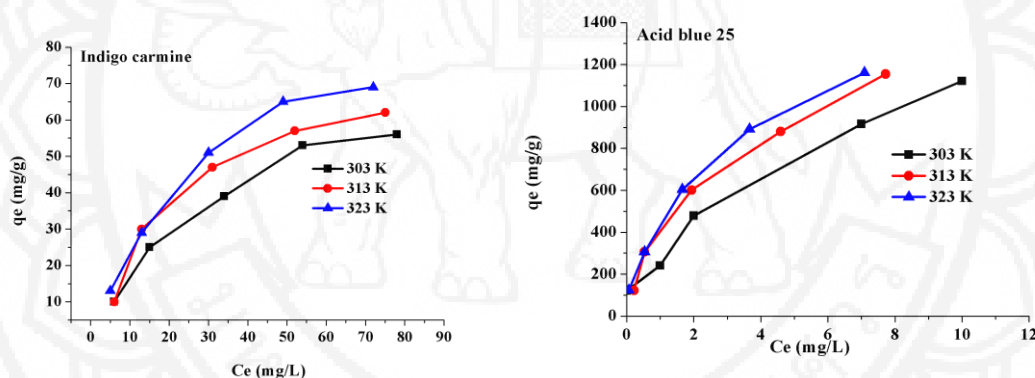 Indigo carmine
80
70
60
50
40
30
20
10
qe (mg/g)
303 K
313 K
323 K
0 10 20 30 40 50 60 70 80 90
Ce (mg/L)
Acid blue 25
1400
1200
1000
800
600
400
200
0
qe (mg/g)
303 K
313 K
323 K
0 2 4 6 8 10 12
Ce (mg/L)